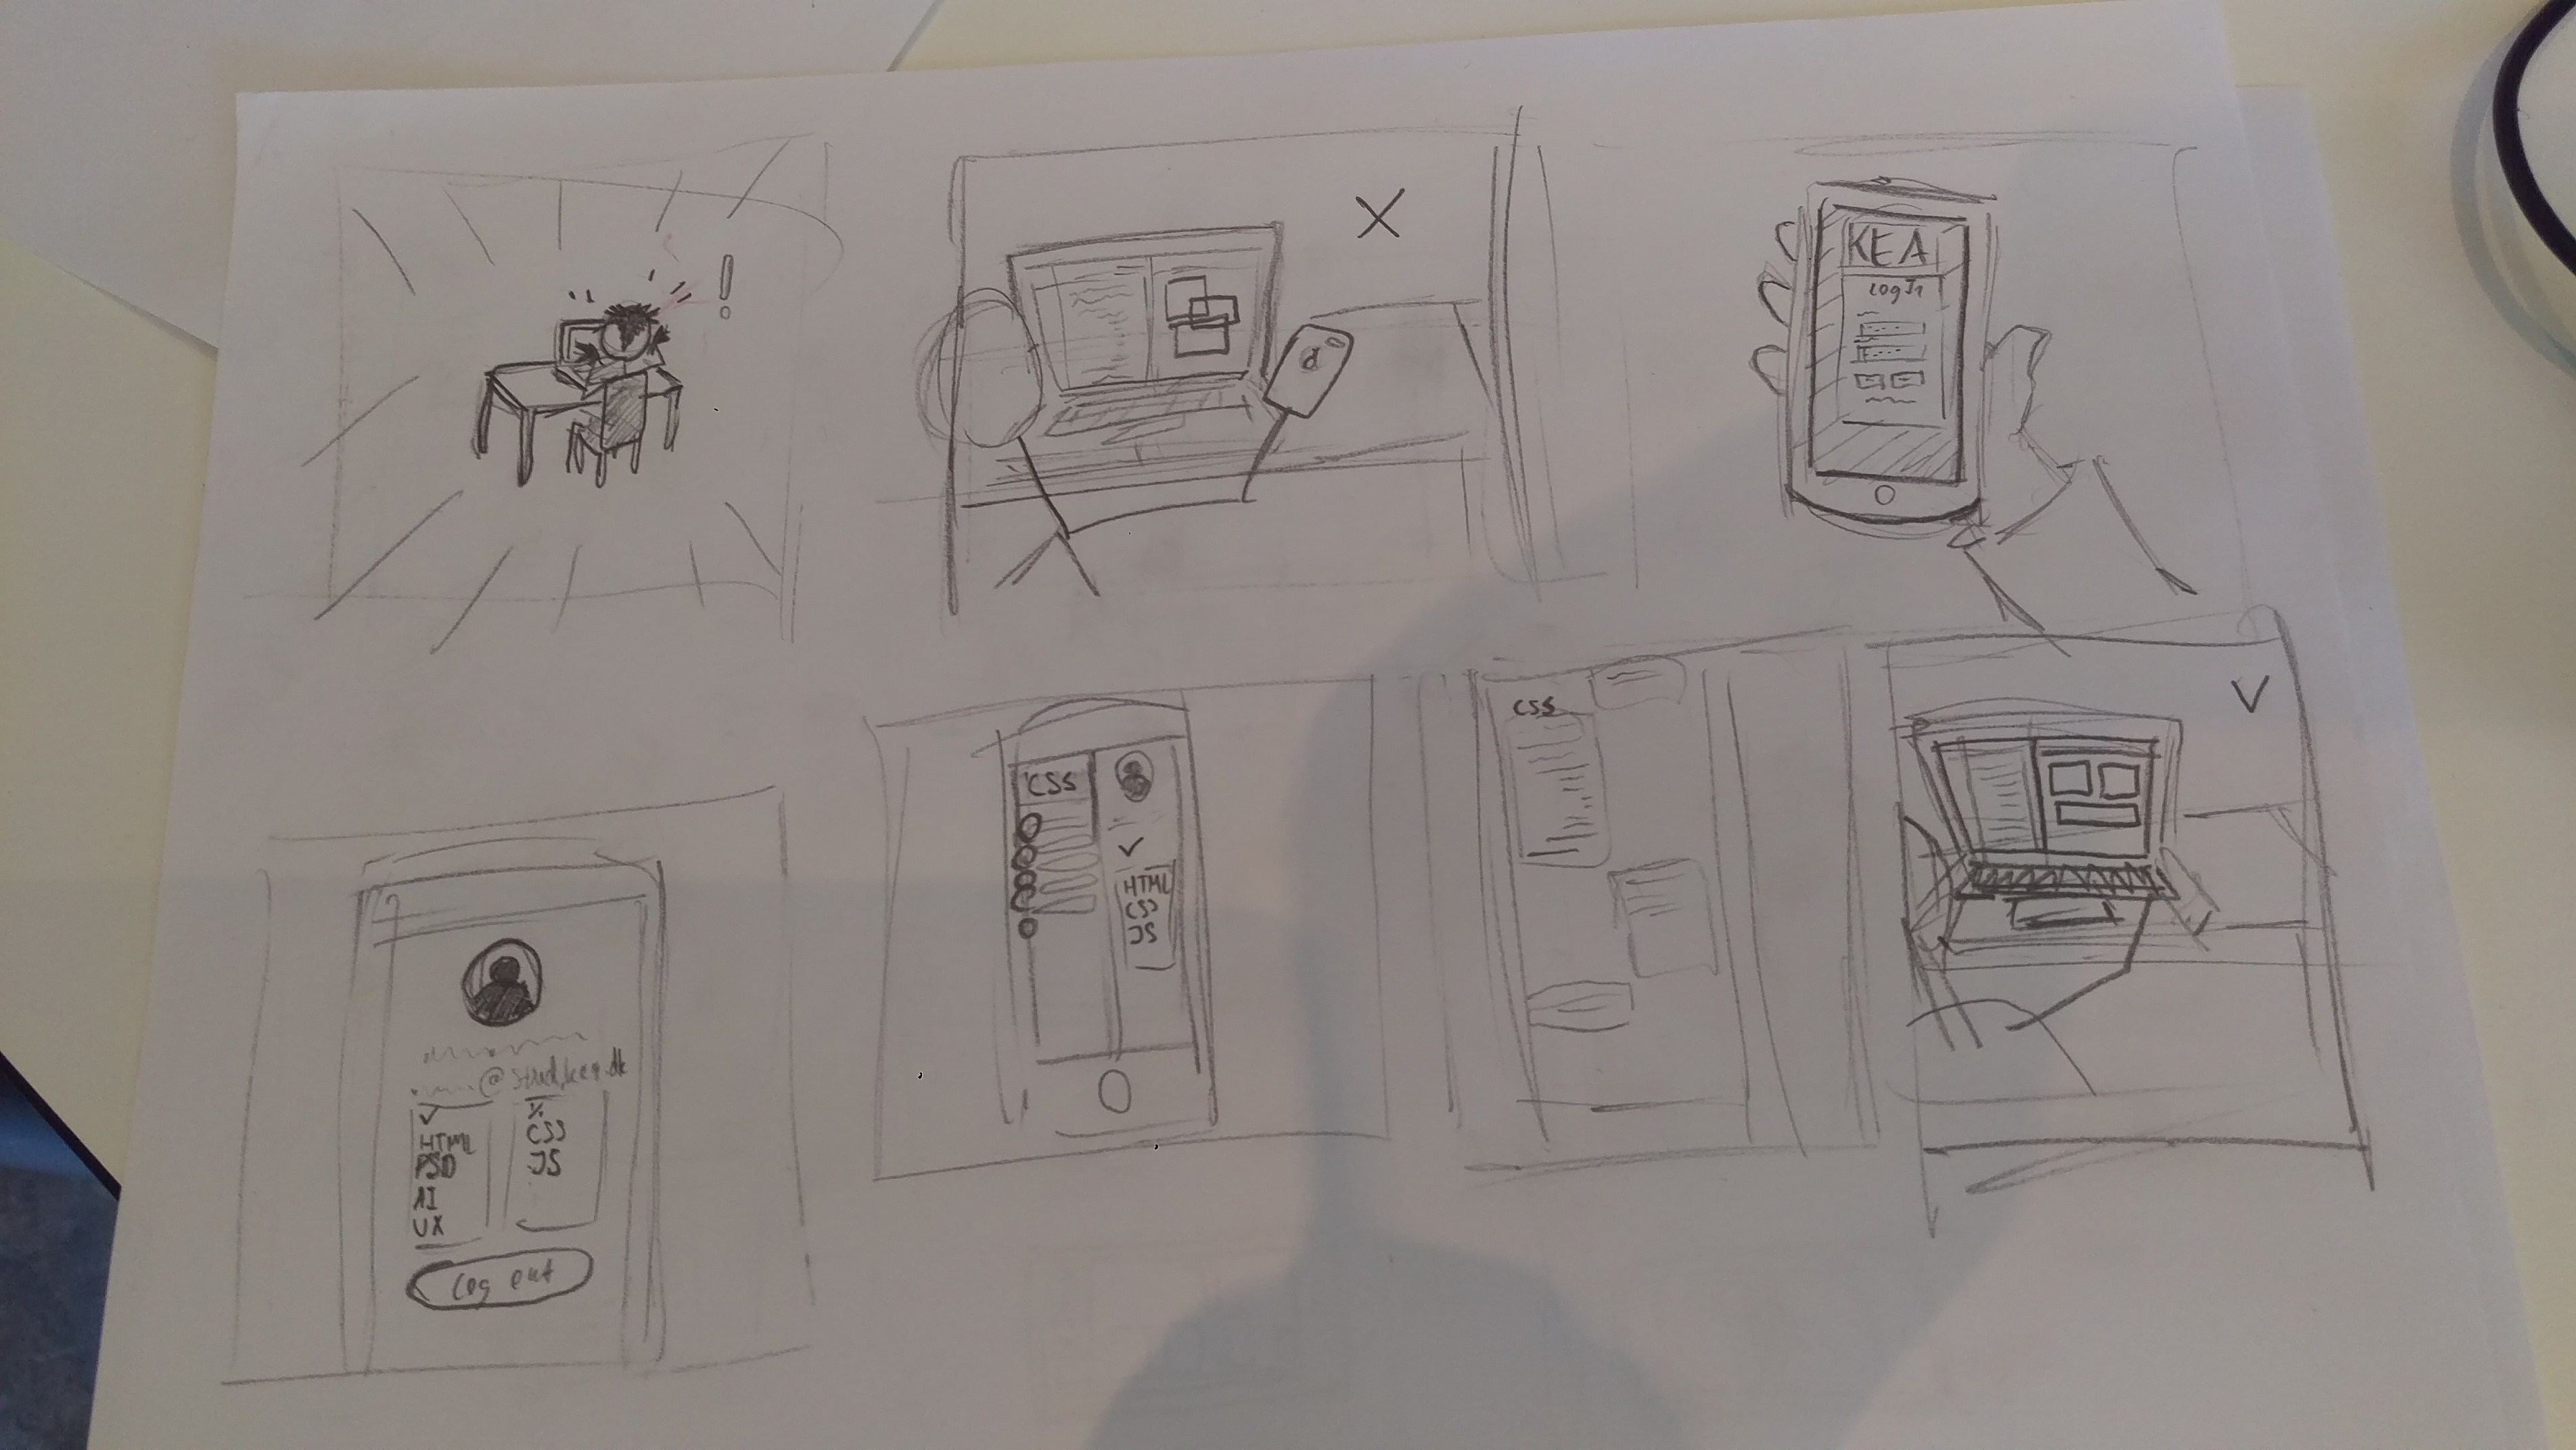 !
X
KEA
Log In
@stud.kea.dk
✓
HTML
PSD
AI
UX
X
CSS
JS
Log out
CSS
✓
HTML
CSS
JS
CSS
V